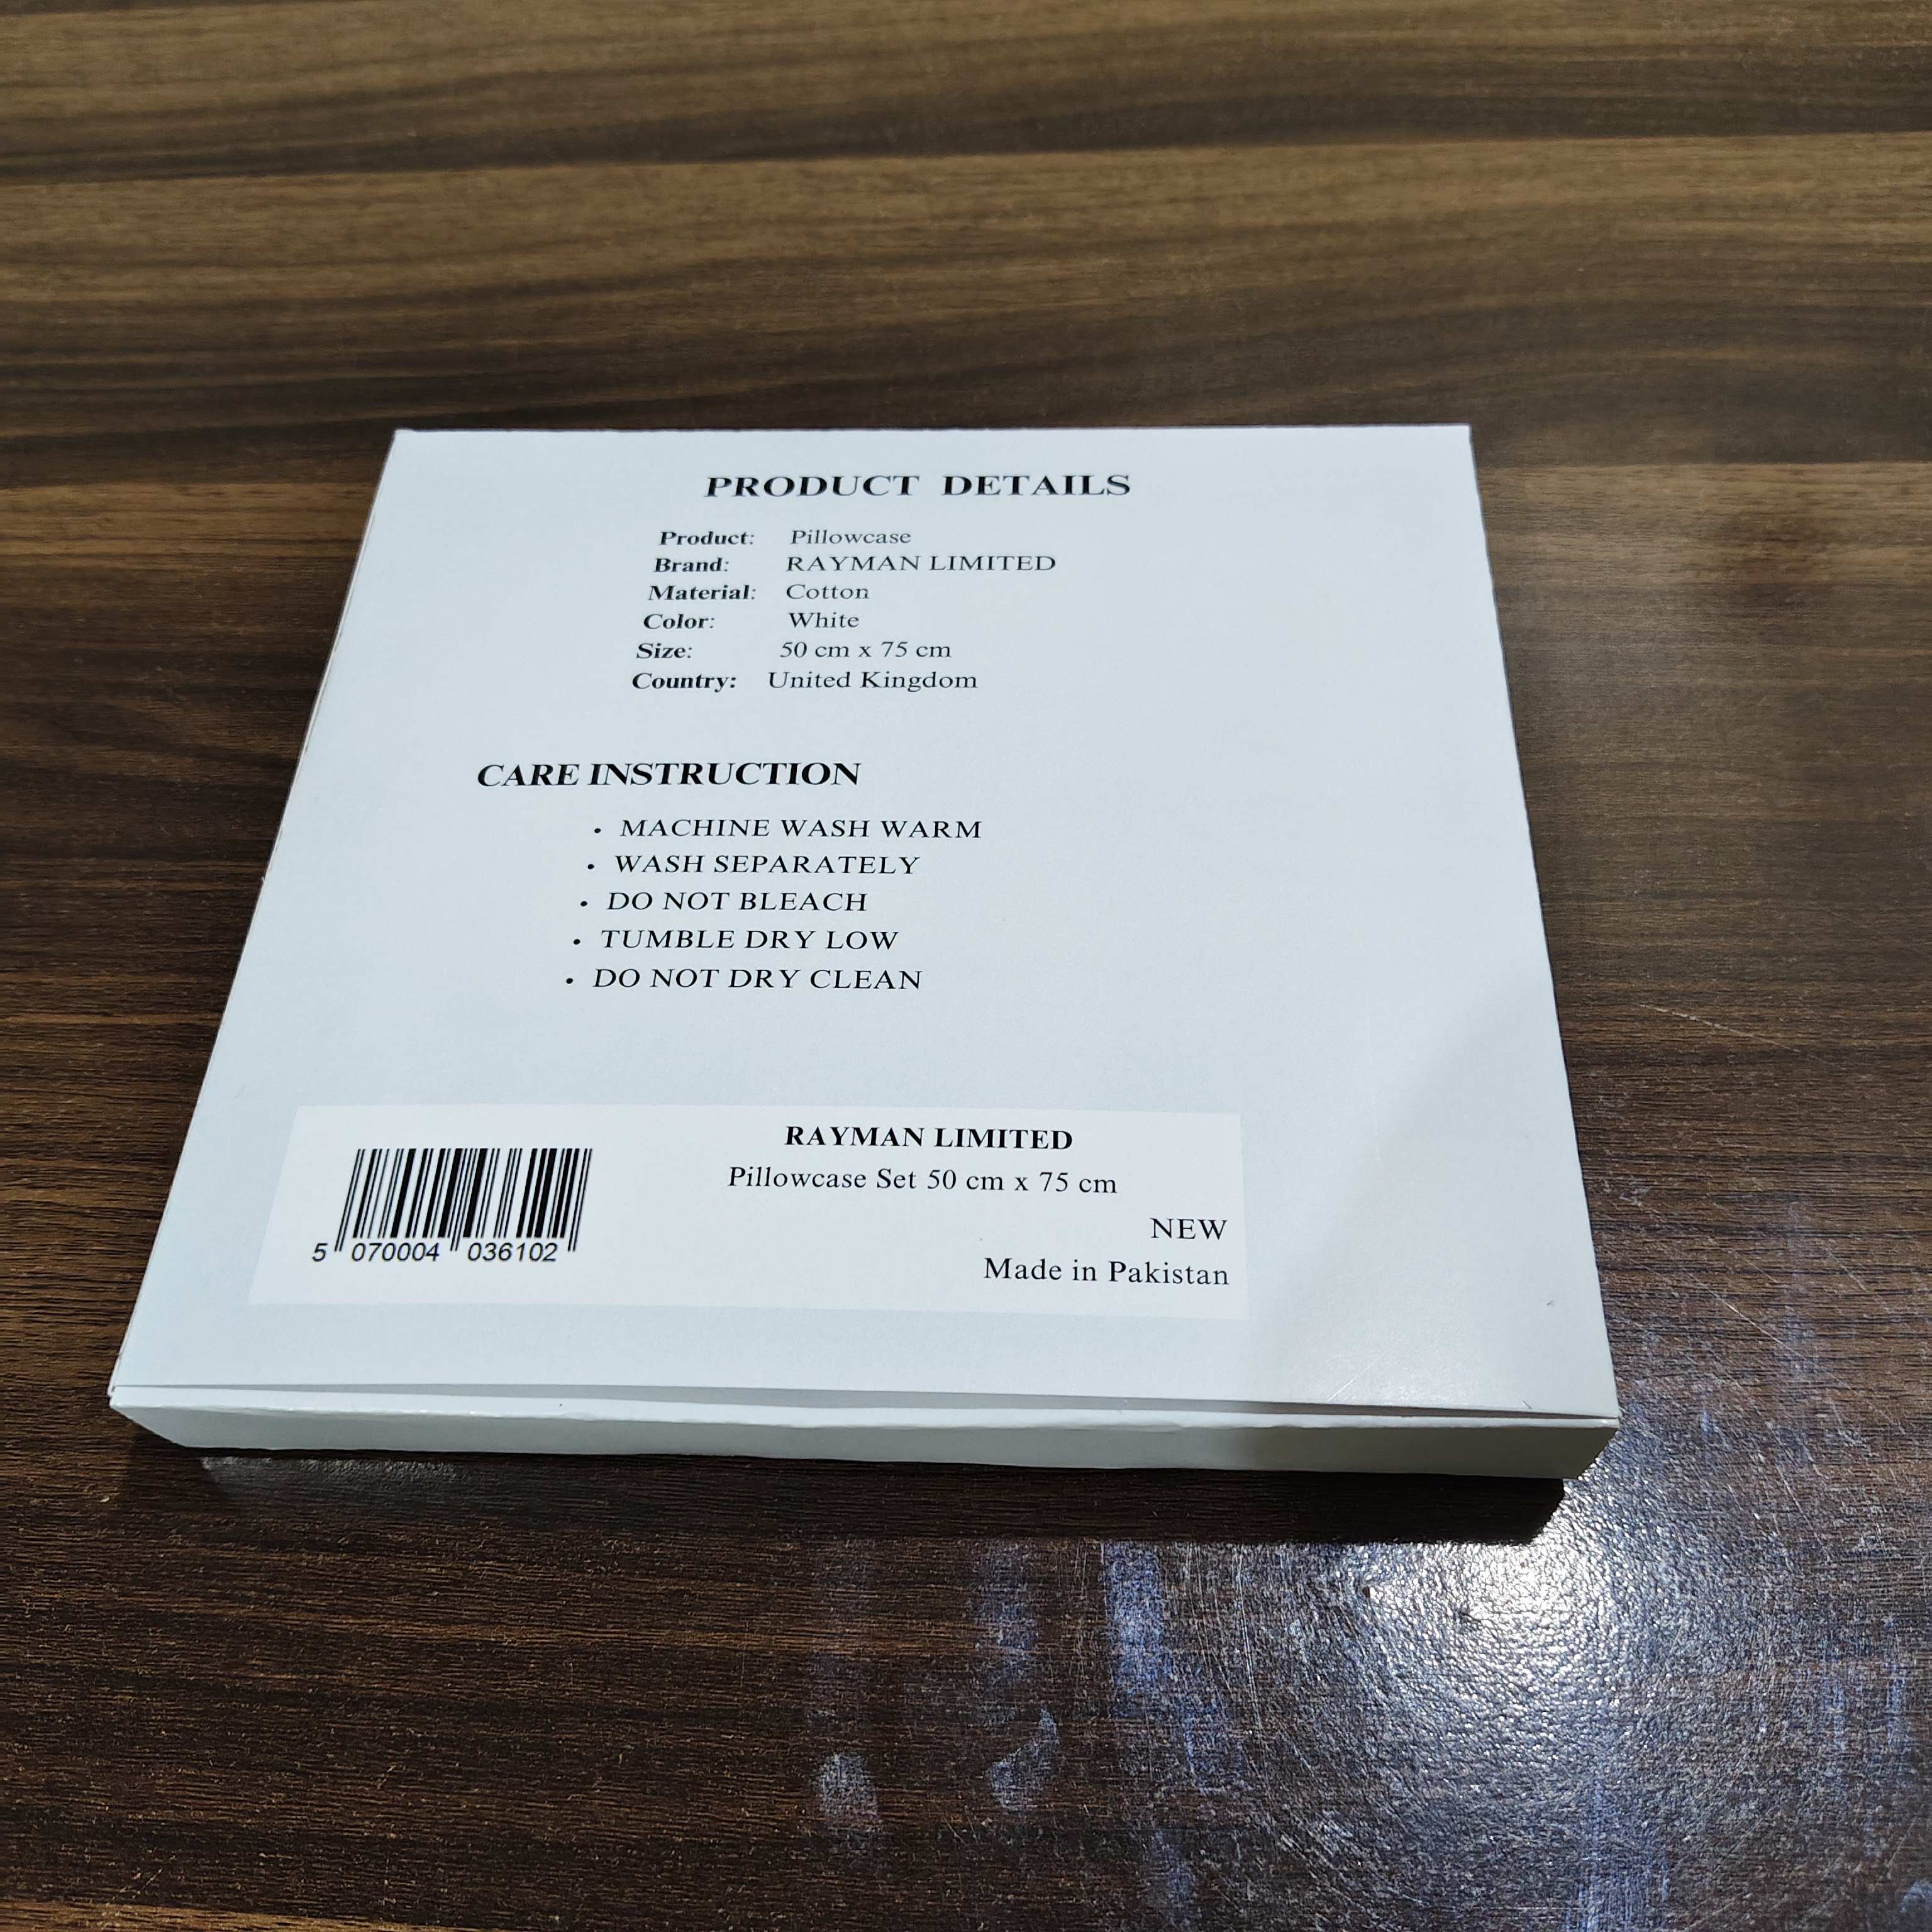 PRODUCT DETAILS
Product: Pillowcase
Brand: RAYMAN LIMITED
Material: Cotton
Color: White
Size: 50 cm x 75 cm
Country: United Kingdom
CARE INSTRUCTION
• MACHINE WASH WARM
• WASH SEPARATELY
• DO NOT BLEACH
• TUMBLE DRY LOW
• DO NOT DRY CLEAN
RAYMAN LIMITED
Pillowcase Set 50 cm x 75 cm
NEW
Made in Pakistan
5 070004 036102